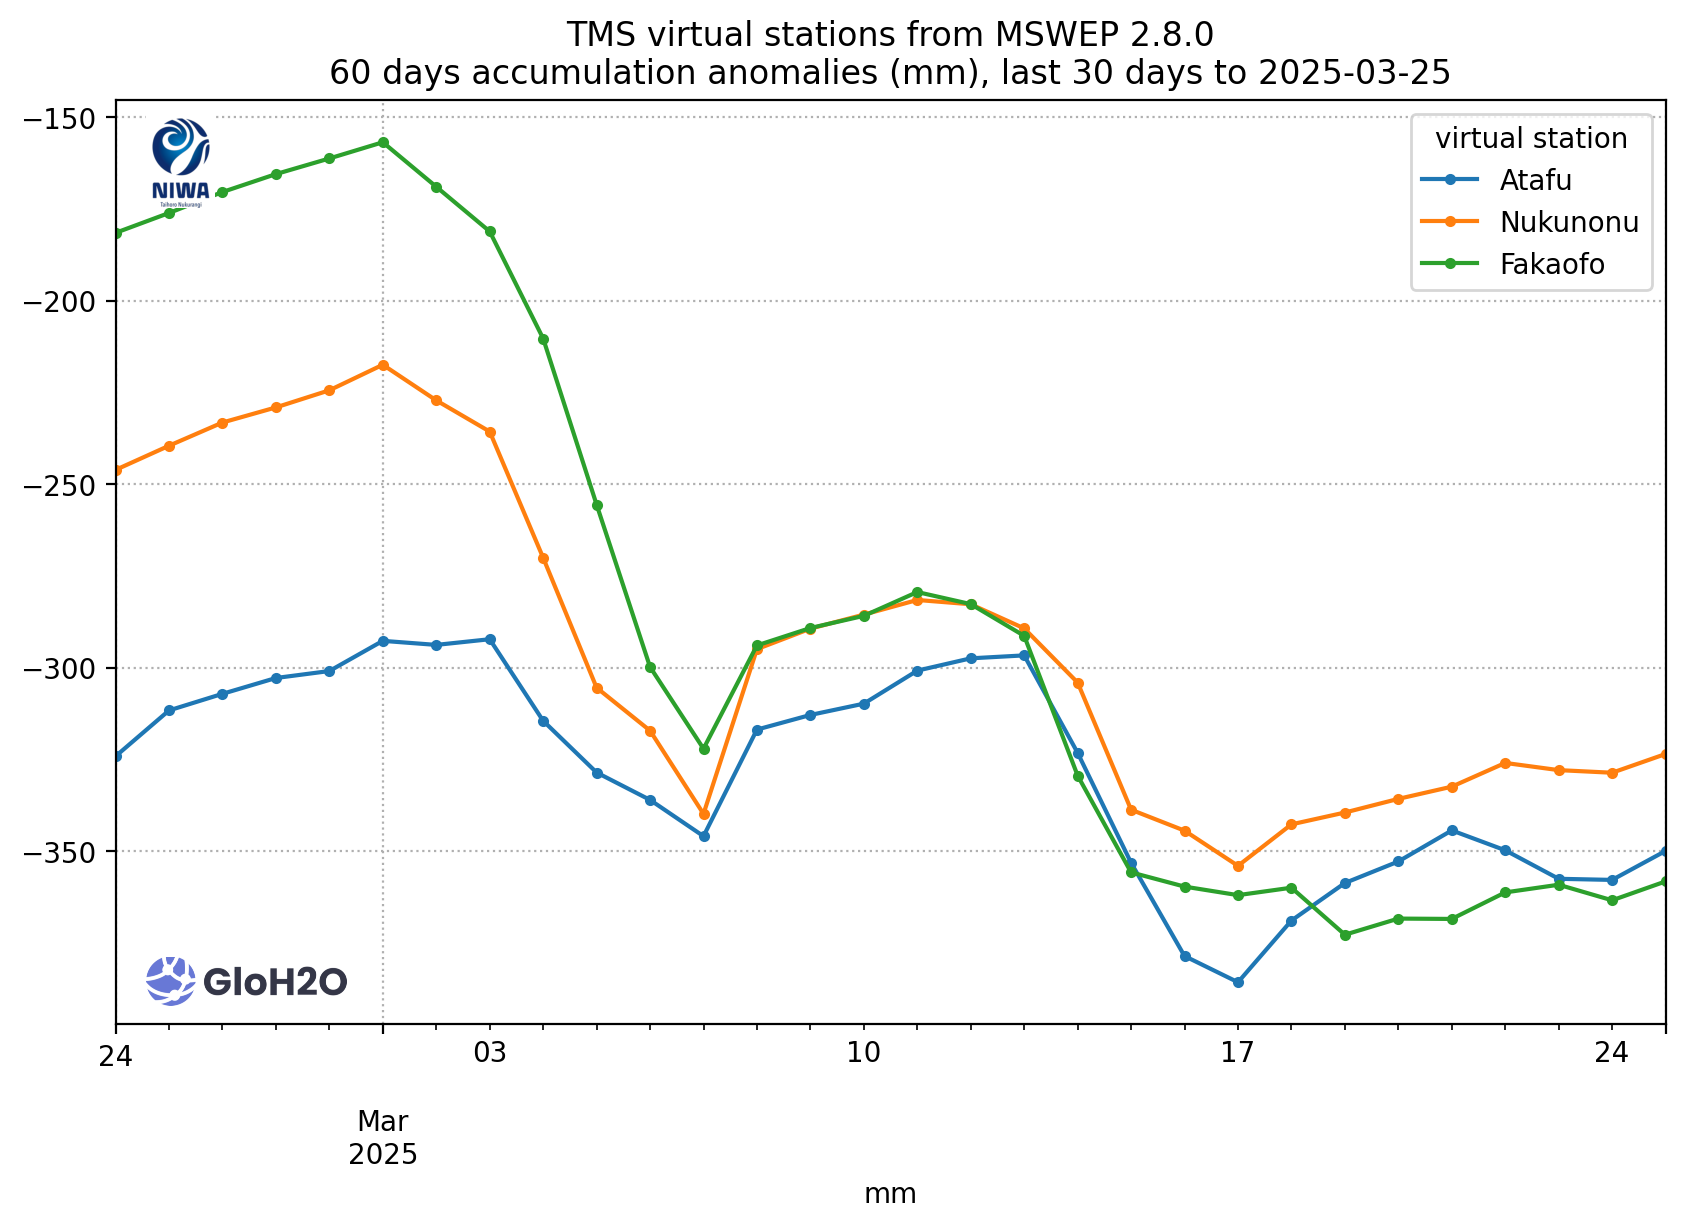 TMS virtual stations from MSWEP 2.8.0
60 days accumulation anomalies (mm), last 30 days to 2025-03-25
−150
−200
−250
−300
−350
NIWA
Taihoro Nukurangi
virtual station
Atafu
Nukunonu
Fakaofo
GloH2O
24
03
10
17
24
Mar
2025
mm